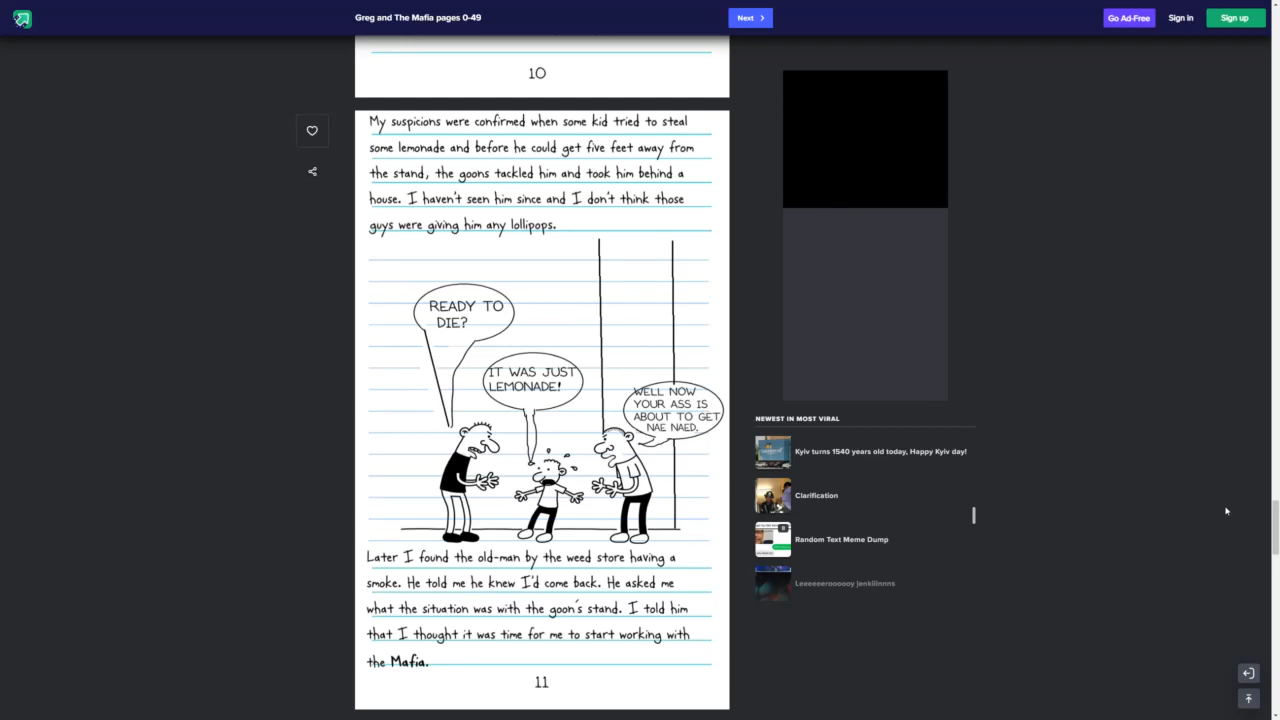 Greg and The Mafia pages 0-49
Next
Go Ad-Free
Sign in
Sign up
10
My suspicions were confirmed when some kid tried to steal
some lemonade and before he could get five feet away from
the stand, the goons tackled him and took him behind a
house. I haven't seen him since and I don't think those
guys were giving him any lollipops.
READY TO
DIE?
IT WAS JUST
LEMONADE!
WELL NOW
YOUR ASS IS
ABOUT TO GET
NAE NAED.
Later I found the old-man by the weed store having a
smoke. He told me he knew I'd come back. He asked me
what the situation was with the goon's stand. I told him
that I thought it was time for me to start working with
the Mafia.
11
NEWEST IN MOST VIRAL
Kyiv turns 1540 years old today, Happy Kyiv day!
Clarification
Random Text Meme Dump
Leeeeeeroooooy jenkiiinnns